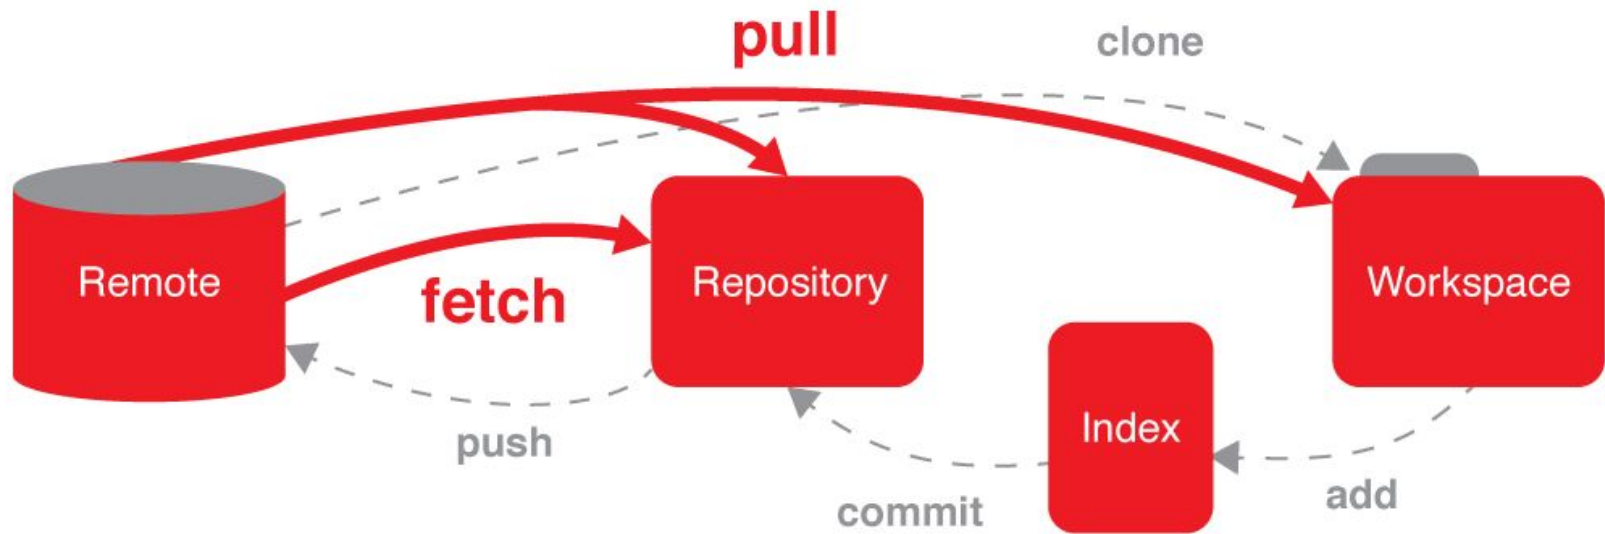 pull
clone
Remote
fetch
Repository
Workspace
Index
push
commit
add